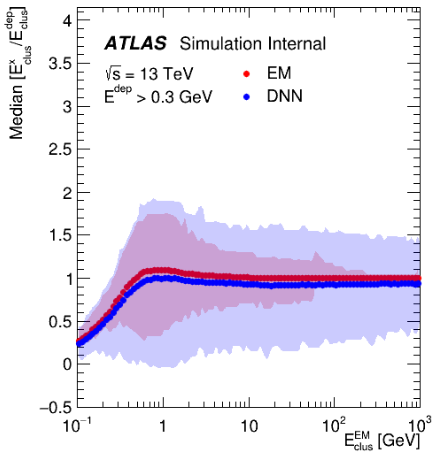 Median [E^x_clus/E^dep_clus]
ATLAS Simulation Internal
√s = 13 TeV
E^dep > 0.3 GeV
EM
DNN
4
3.5
3
2.5
2
1.5
1
0.5
0
−0.5
10^−1
1
10
10^2
10^3
E^EM_clus [GeV]